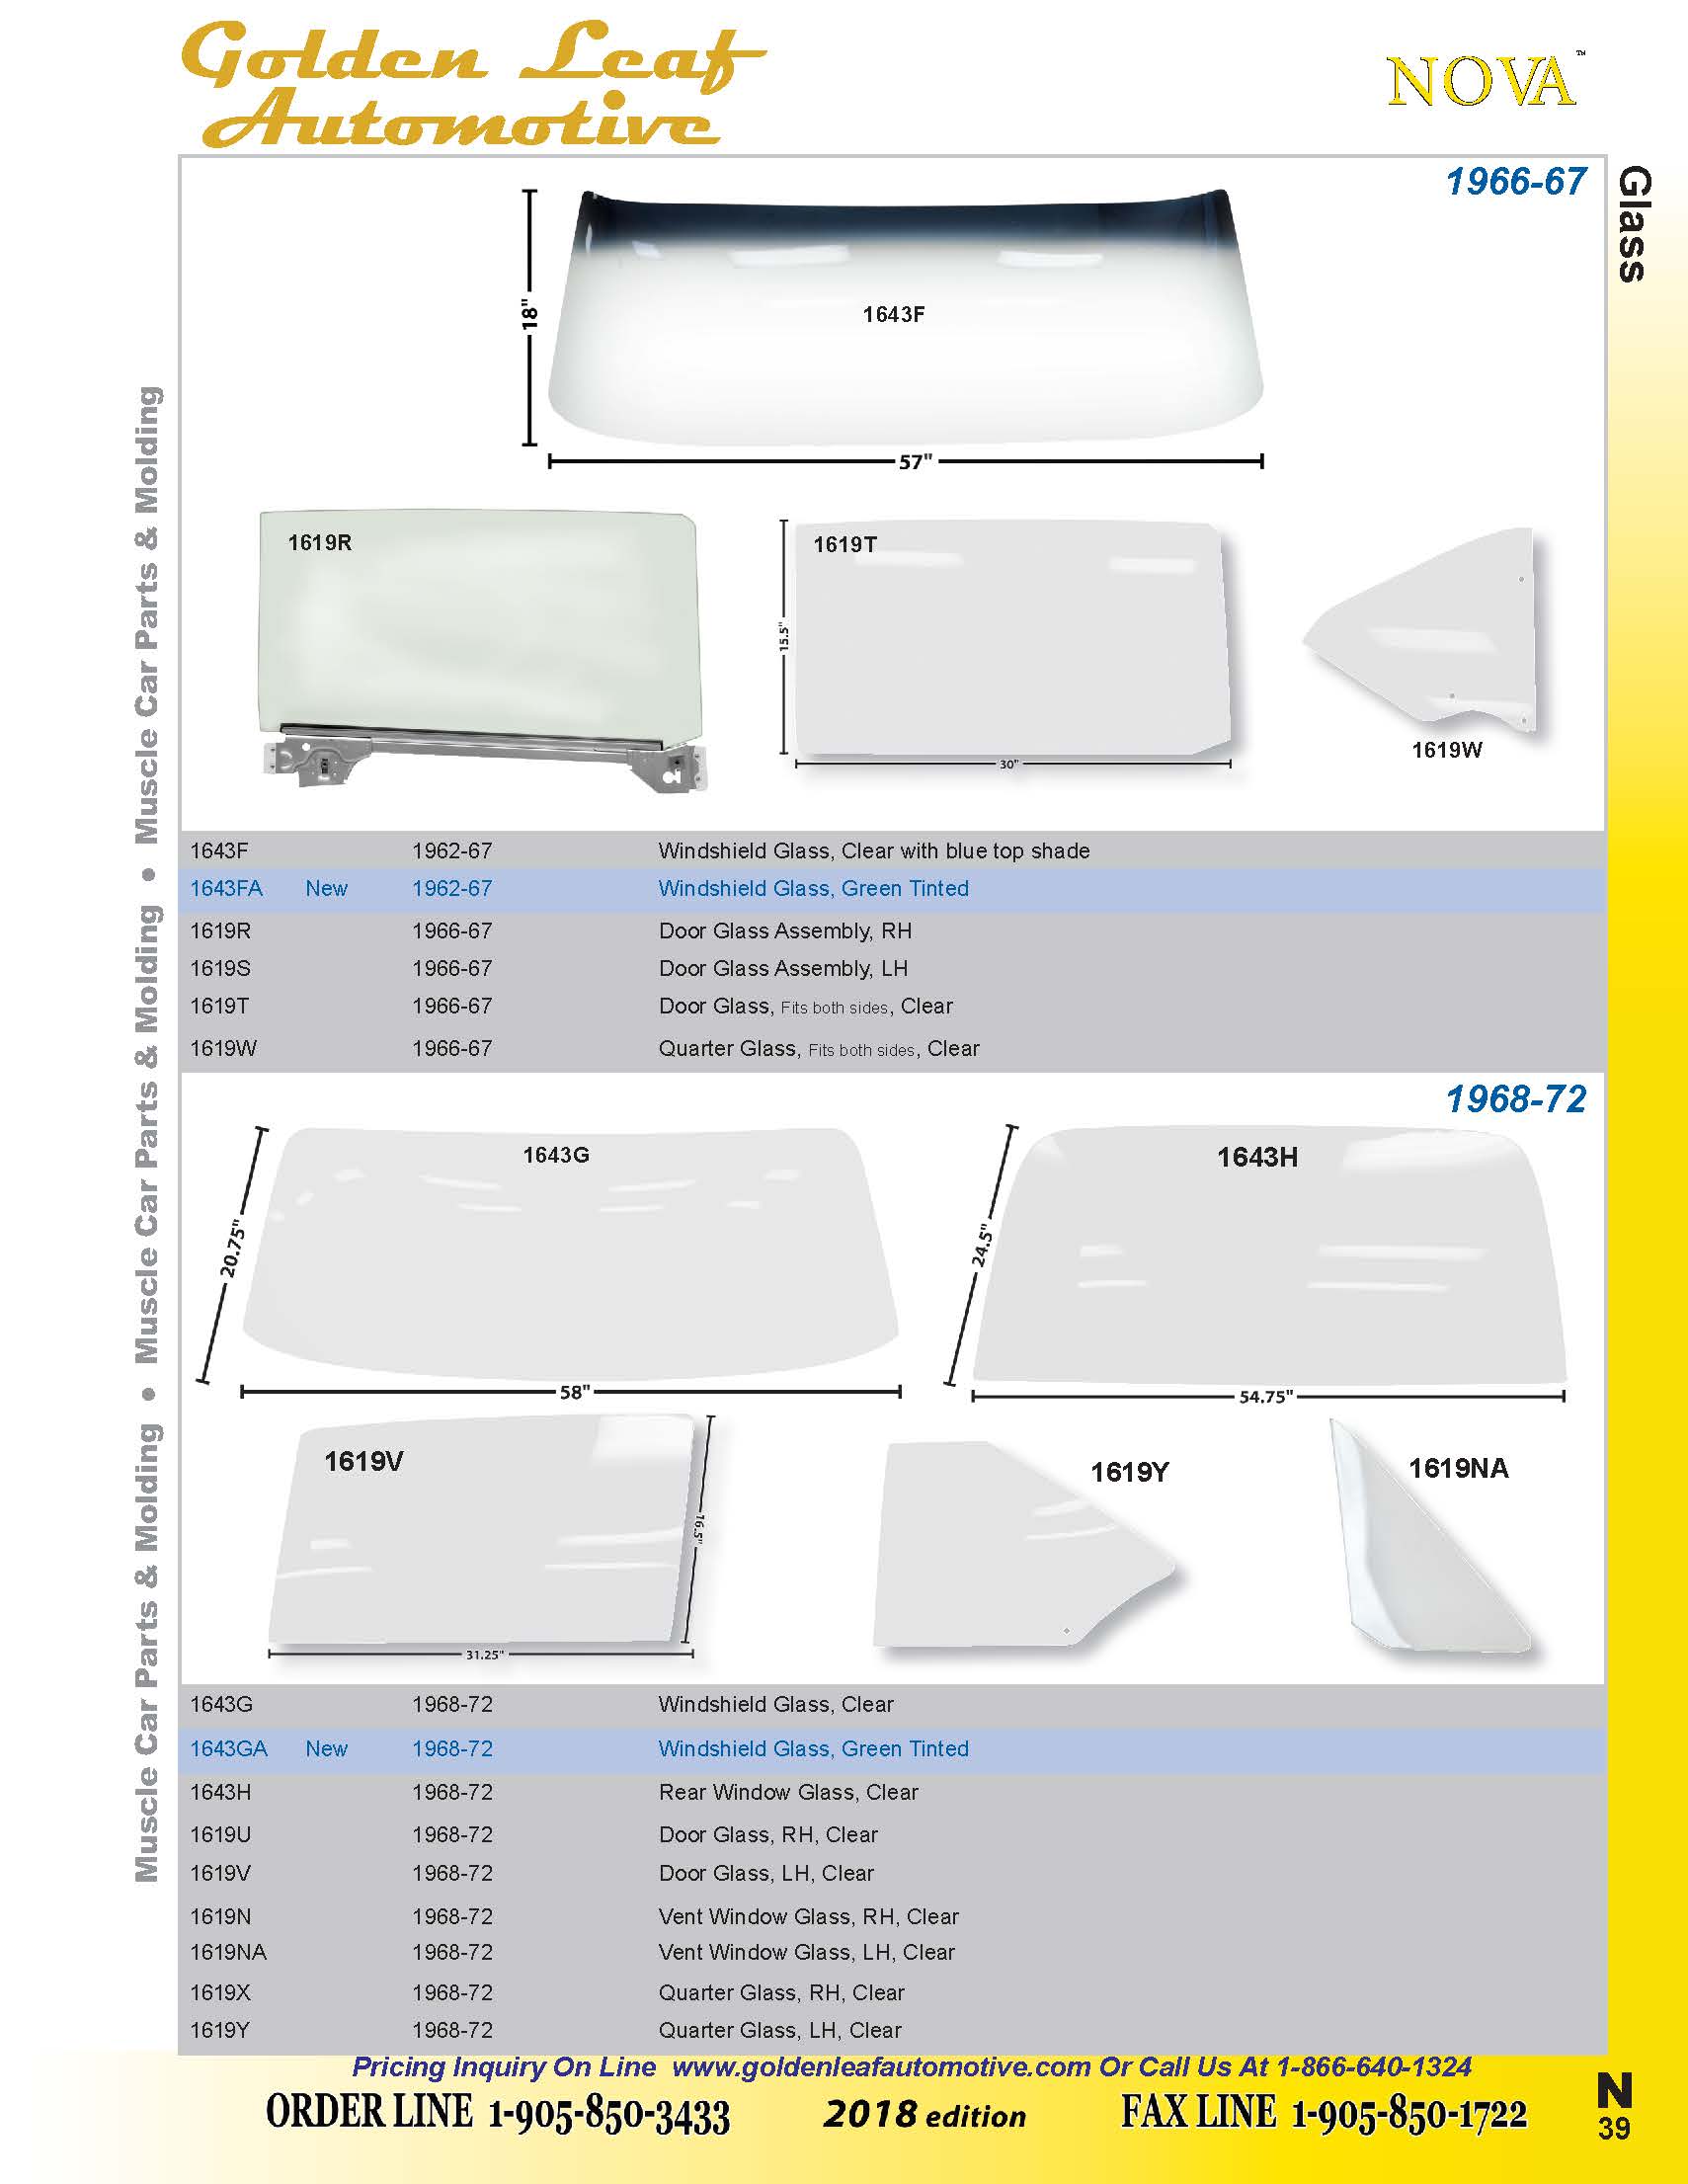 Golden Leaf
Automotive
NOVA™
Glass
Muscle Car Parts & Molding • Muscle Car Parts & Molding • Muscle Car Parts & Molding
1966-67
18"
1643F
57"
1619R
1619T
15.5"
30"
1619W
1643F 1962-67 Windshield Glass, Clear with blue top shade
1643FA New 1962-67 Windshield Glass, Green Tinted
1619R 1966-67 Door Glass Assembly, RH
1619S 1966-67 Door Glass Assembly, LH
1619T 1966-67 Door Glass, Fits both sides, Clear
1619W 1966-67 Quarter Glass, Fits both sides, Clear
1968-72
1643G
20.75"
58"
1643H
24.5"
54.75"
1619V
16.5"
31.25"
1619Y
1619NA
1643G 1968-72 Windshield Glass, Clear
1643GA New 1968-72 Windshield Glass, Green Tinted
1643H 1968-72 Rear Window Glass, Clear
1619U 1968-72 Door Glass, RH, Clear
1619V 1968-72 Door Glass, LH, Clear
1619N 1968-72 Vent Window Glass, RH, Clear
1619NA 1968-72 Vent Window Glass, LH, Clear
1619X 1968-72 Quarter Glass, RH, Clear
1619Y 1968-72 Quarter Glass, LH, Clear
Pricing Inquiry On Line www.goldenleafautomotive.com Or Call Us At 1-866-640-1324
ORDER LINE 1-905-850-3433 2018 edition FAX LINE 1-905-850-1722
N
39